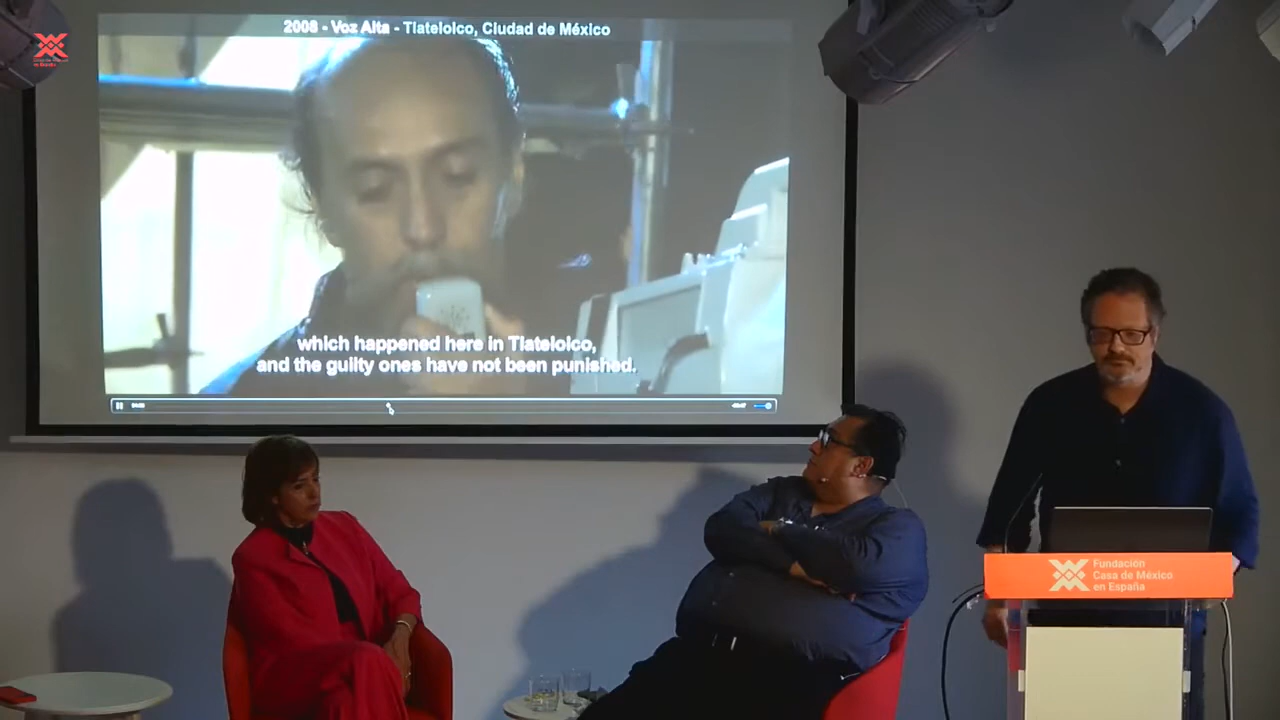 2008 - Voz Alta - Tlatelolco, Ciudad de México
which happened here in Tlatelolco,
and the guilty ones have not been punished.
Fundación
Casa de México
en España